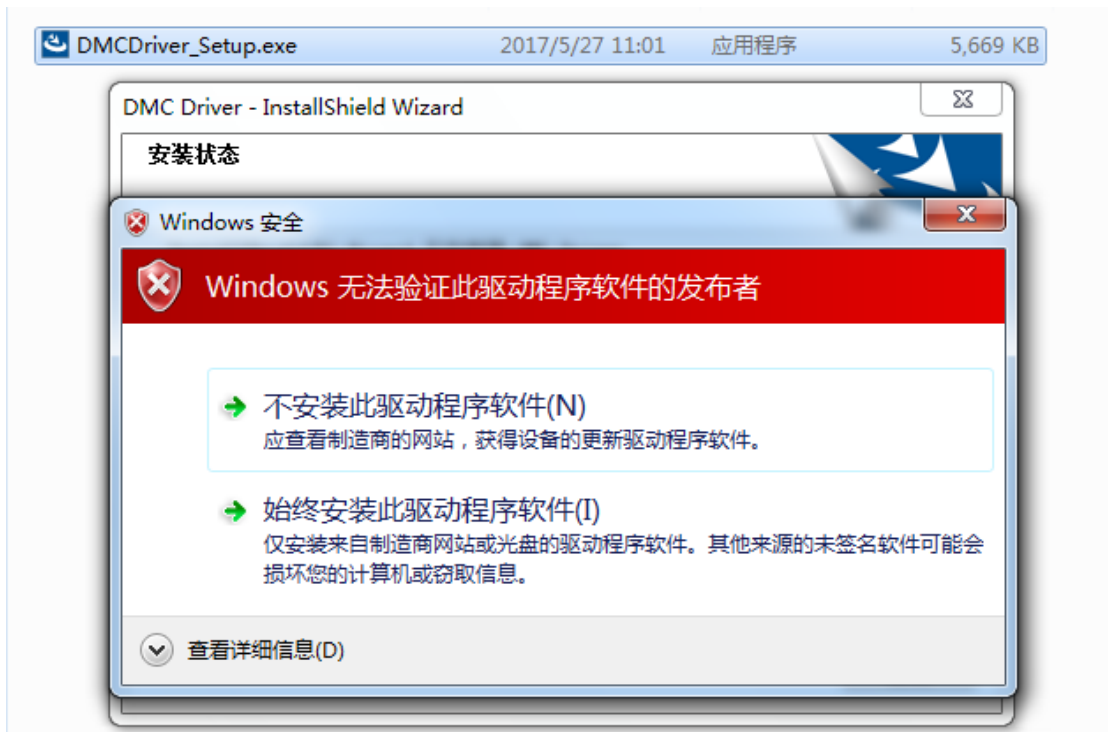 DMCDriver_Setup.exe 2017/5/27 11:01 应用程序 5,669 KB
DMC Driver - InstallShield Wizard
安装状态
Windows 安全
Windows 无法验证此驱动程序软件的发布者
不安装此驱动程序软件(N)
应查看制造商的网站，获得设备的更新驱动程序软件。
始终安装此驱动程序软件(I)
仅安装来自制造商网站或光盘的驱动程序软件。其他来源的未签名软件可能会
损坏您的计算机或窃取信息。
查看详细信息(D)